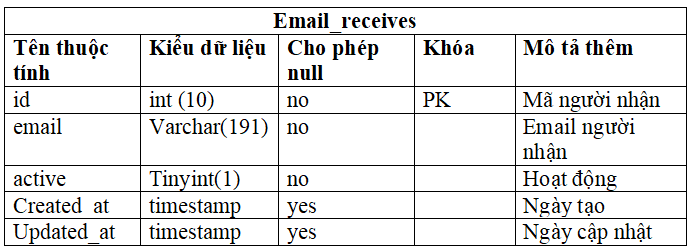 Email_receives
Tên thuộc tính Kiểu dữ liệu Cho phép null Khóa Mô tả thêm
id int (10) no PK Mã người nhận
email Varchar(191) no Email người nhận
active Tinyint(1) no Hoạt động
Created_at timestamp yes Ngày tạo
Updated_at timestamp yes Ngày cập nhật